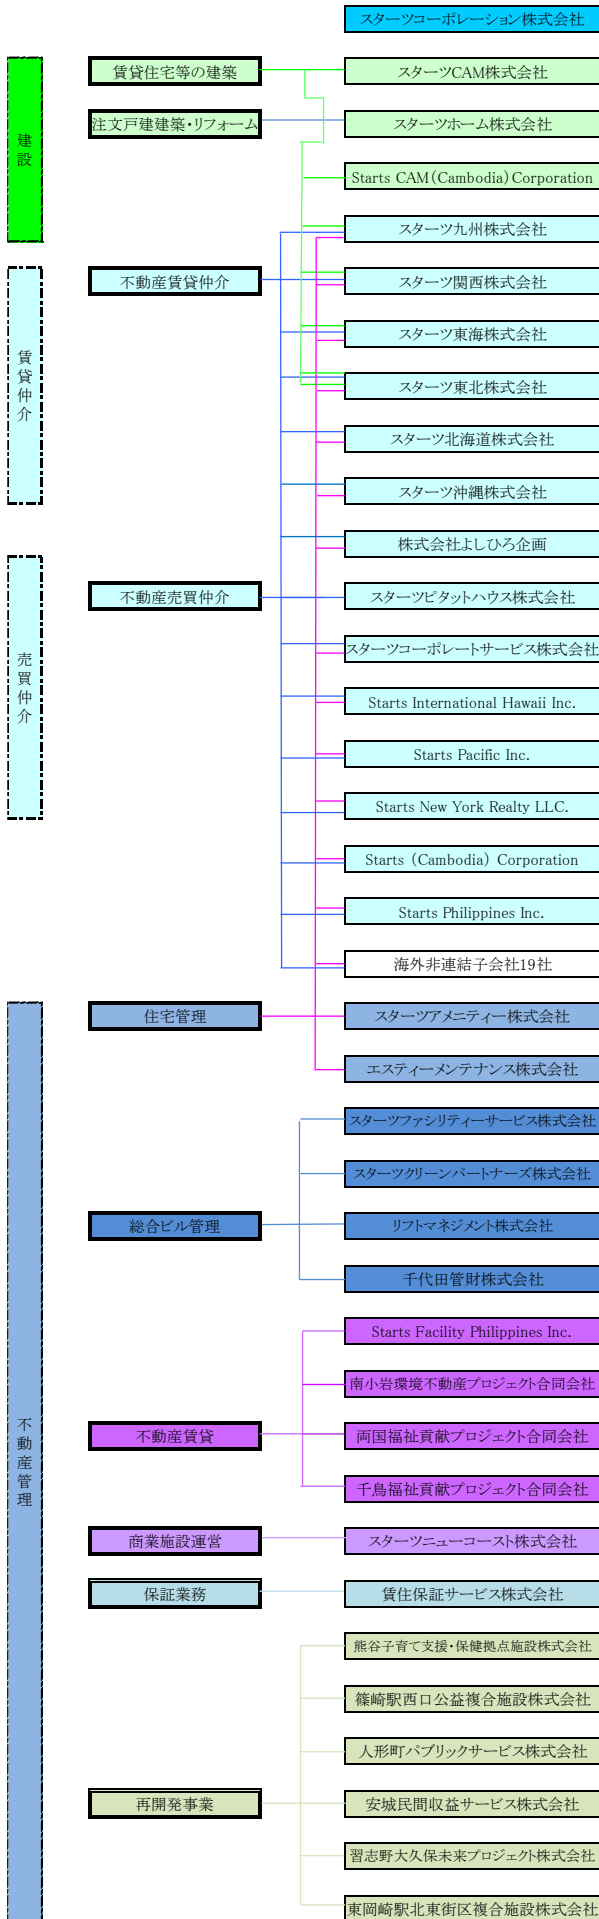 スターツコーポレーション株式会社
建設
賃貸住宅等の建築
スターツCAM株式会社
注文戸建建築・リフォーム
スターツホーム株式会社
Starts CAM(Cambodia)Corporation
スターツ九州株式会社
賃貸仲介
不動産賃貸仲介
スターツ関西株式会社
スターツ東海株式会社
スターツ東北株式会社
スターツ北海道株式会社
スターツ沖縄株式会社
株式会社よしひろ企画
売買仲介
不動産売買仲介
スターツピタットハウス株式会社
スターツコーポレートサービス株式会社
Starts International Hawaii Inc.
Starts Pacific Inc.
Starts New York Realty LLC.
Starts (Cambodia) Corporation
Starts Philippines Inc.
海外非連結子会社19社
不動産管理
住宅管理
スターツアメニティー株式会社
エスティーメンテナンス株式会社
スターツファシリティーサービス株式会社
スターツクリーンパートナーズ株式会社
総合ビル管理
リフトマネジメント株式会社
千代田管財株式会社
Starts Facility Philippines Inc.
南小岩環境不動産プロジェクト合同会社
不動産賃貸
両国福祉貢献プロジェクト合同会社
千鳥福祉貢献プロジェクト合同会社
商業施設運営
スターツニューコースト株式会社
保証業務
賃住保証サービス株式会社
熊谷子育て支援・保健拠点施設株式会社
篠崎駅西口公益複合施設株式会社
人形町パブリックサービス株式会社
再開発事業
安城民間収益サービス株式会社
習志野大久保未来プロジェクト株式会社
東岡崎駅北東街区複合施設株式会社